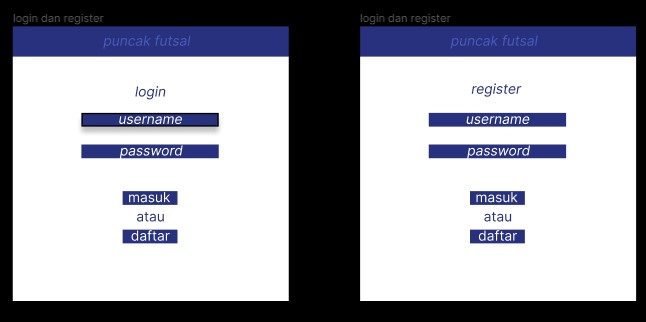 login dan register
puncak futsal
login
username
password
masuk
atau
daftar
login dan register
puncak futsal
register
username
password
masuk
atau
daftar